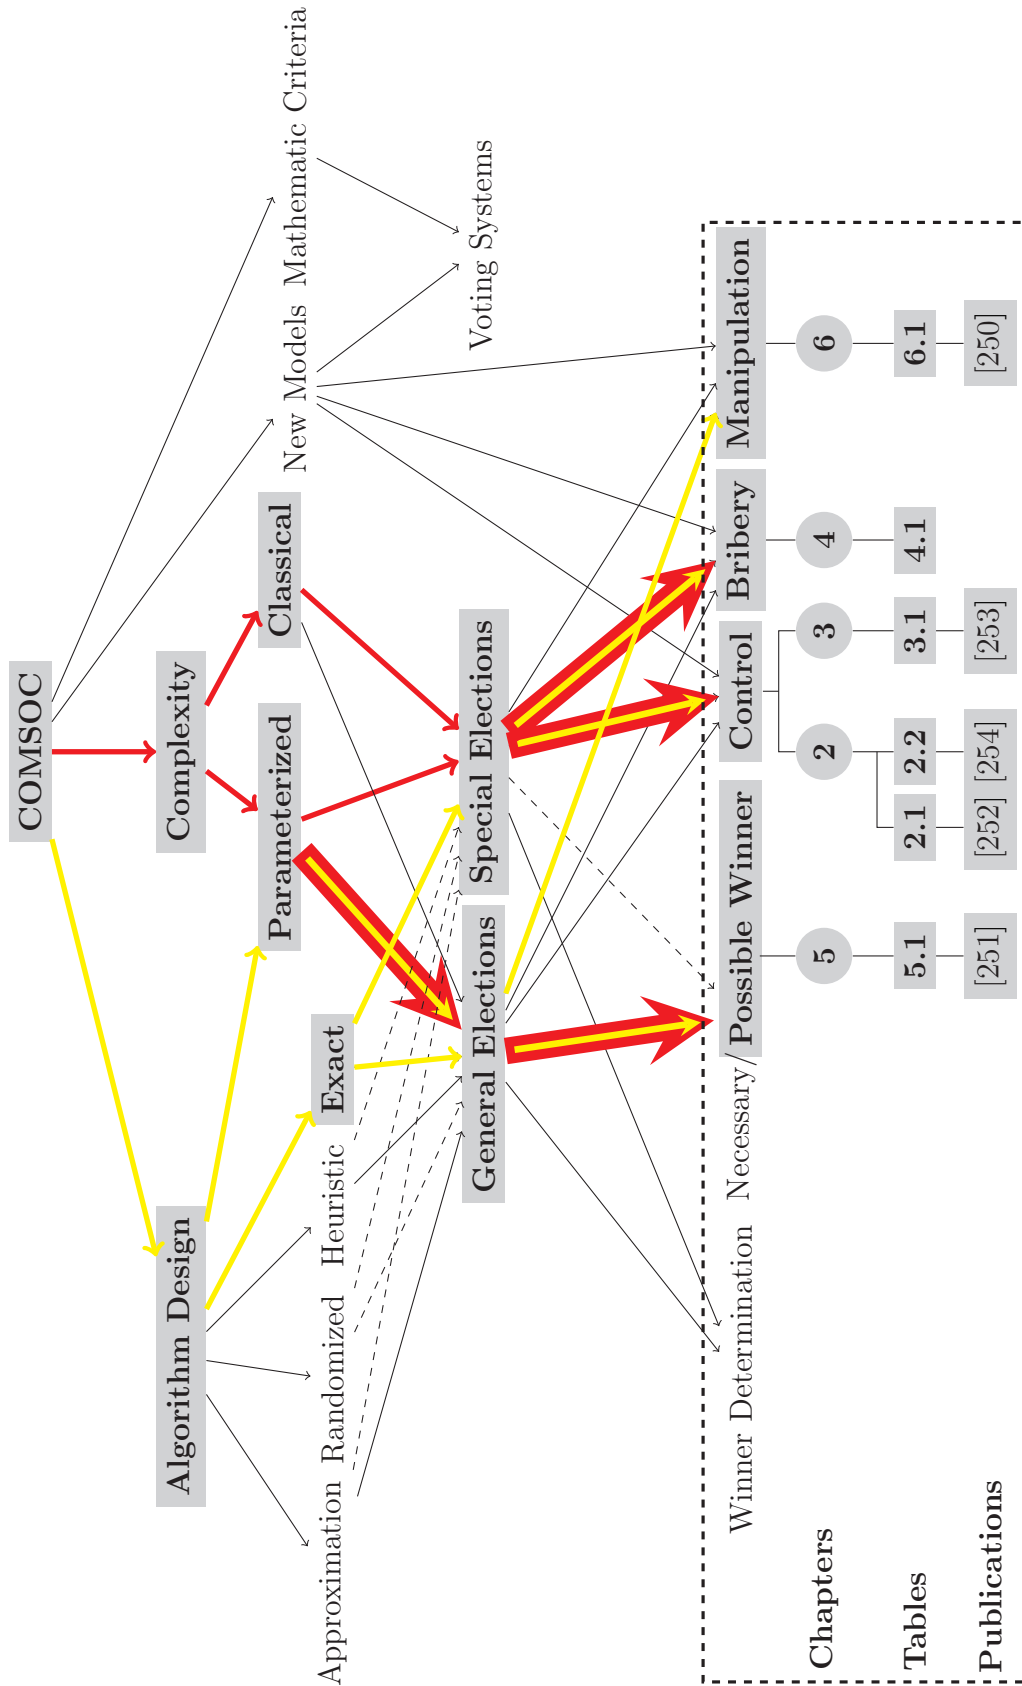 COMSOC
Algorithm Design
Complexity
Parameterized
Classical
New Models
Mathematic Criteria
Approximation
Randomized
Heuristic
Exact
General Elections
Special Elections
Voting Systems
Winner Determination
Necessary/Possible Winner
Control
Bribery
Manipulation
Chapters
5
2
3
4
6
Tables
5.1
2.1
2.2
3.1
4.1
6.1
Publications
[251]
[252]
[254]
[253]
[250]